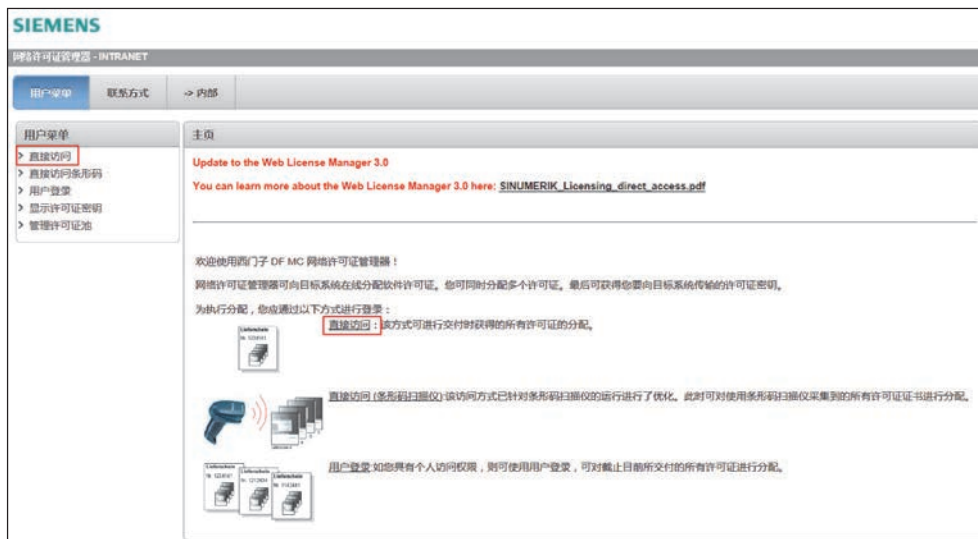 SIEMENS
网络许可证管理器 - INTRANET
用户菜单
联系方式
-> 内部
用户菜单
直接访问
直接访问条形码
用户登录
显示许可证密钥
管理许可证池
主页
Update to the Web License Manager 3.0
You can learn more about the Web License Manager 3.0 here: SINUMERIK_Licensing_direct_access.pdf
欢迎使用西门子 DF MC 网络许可证管理器！
网络许可证管理器可向目标系统在线分配软件许可证。您可同时分配多个许可证。最后可获得您要向目标系统传输的许可证密钥。
为执行分配，您应通过以下方式进行登录：
直接访问：该方式可进行交付时获得的所有许可证的分配。
Lieferschein
Nr. 1234141
直接访问 (条形码扫描仪):该访问方式已针对条形码扫描仪的运行进行了优化。此时可对使用条形码扫描仪采集到的所有许可证证书进行分配。
用户登录:如您具有个人访问权限，则可使用用户登录，可对截止目前所交付的所有许可证进行分配。
Lieferschein
Lieferschein
Lieferschein